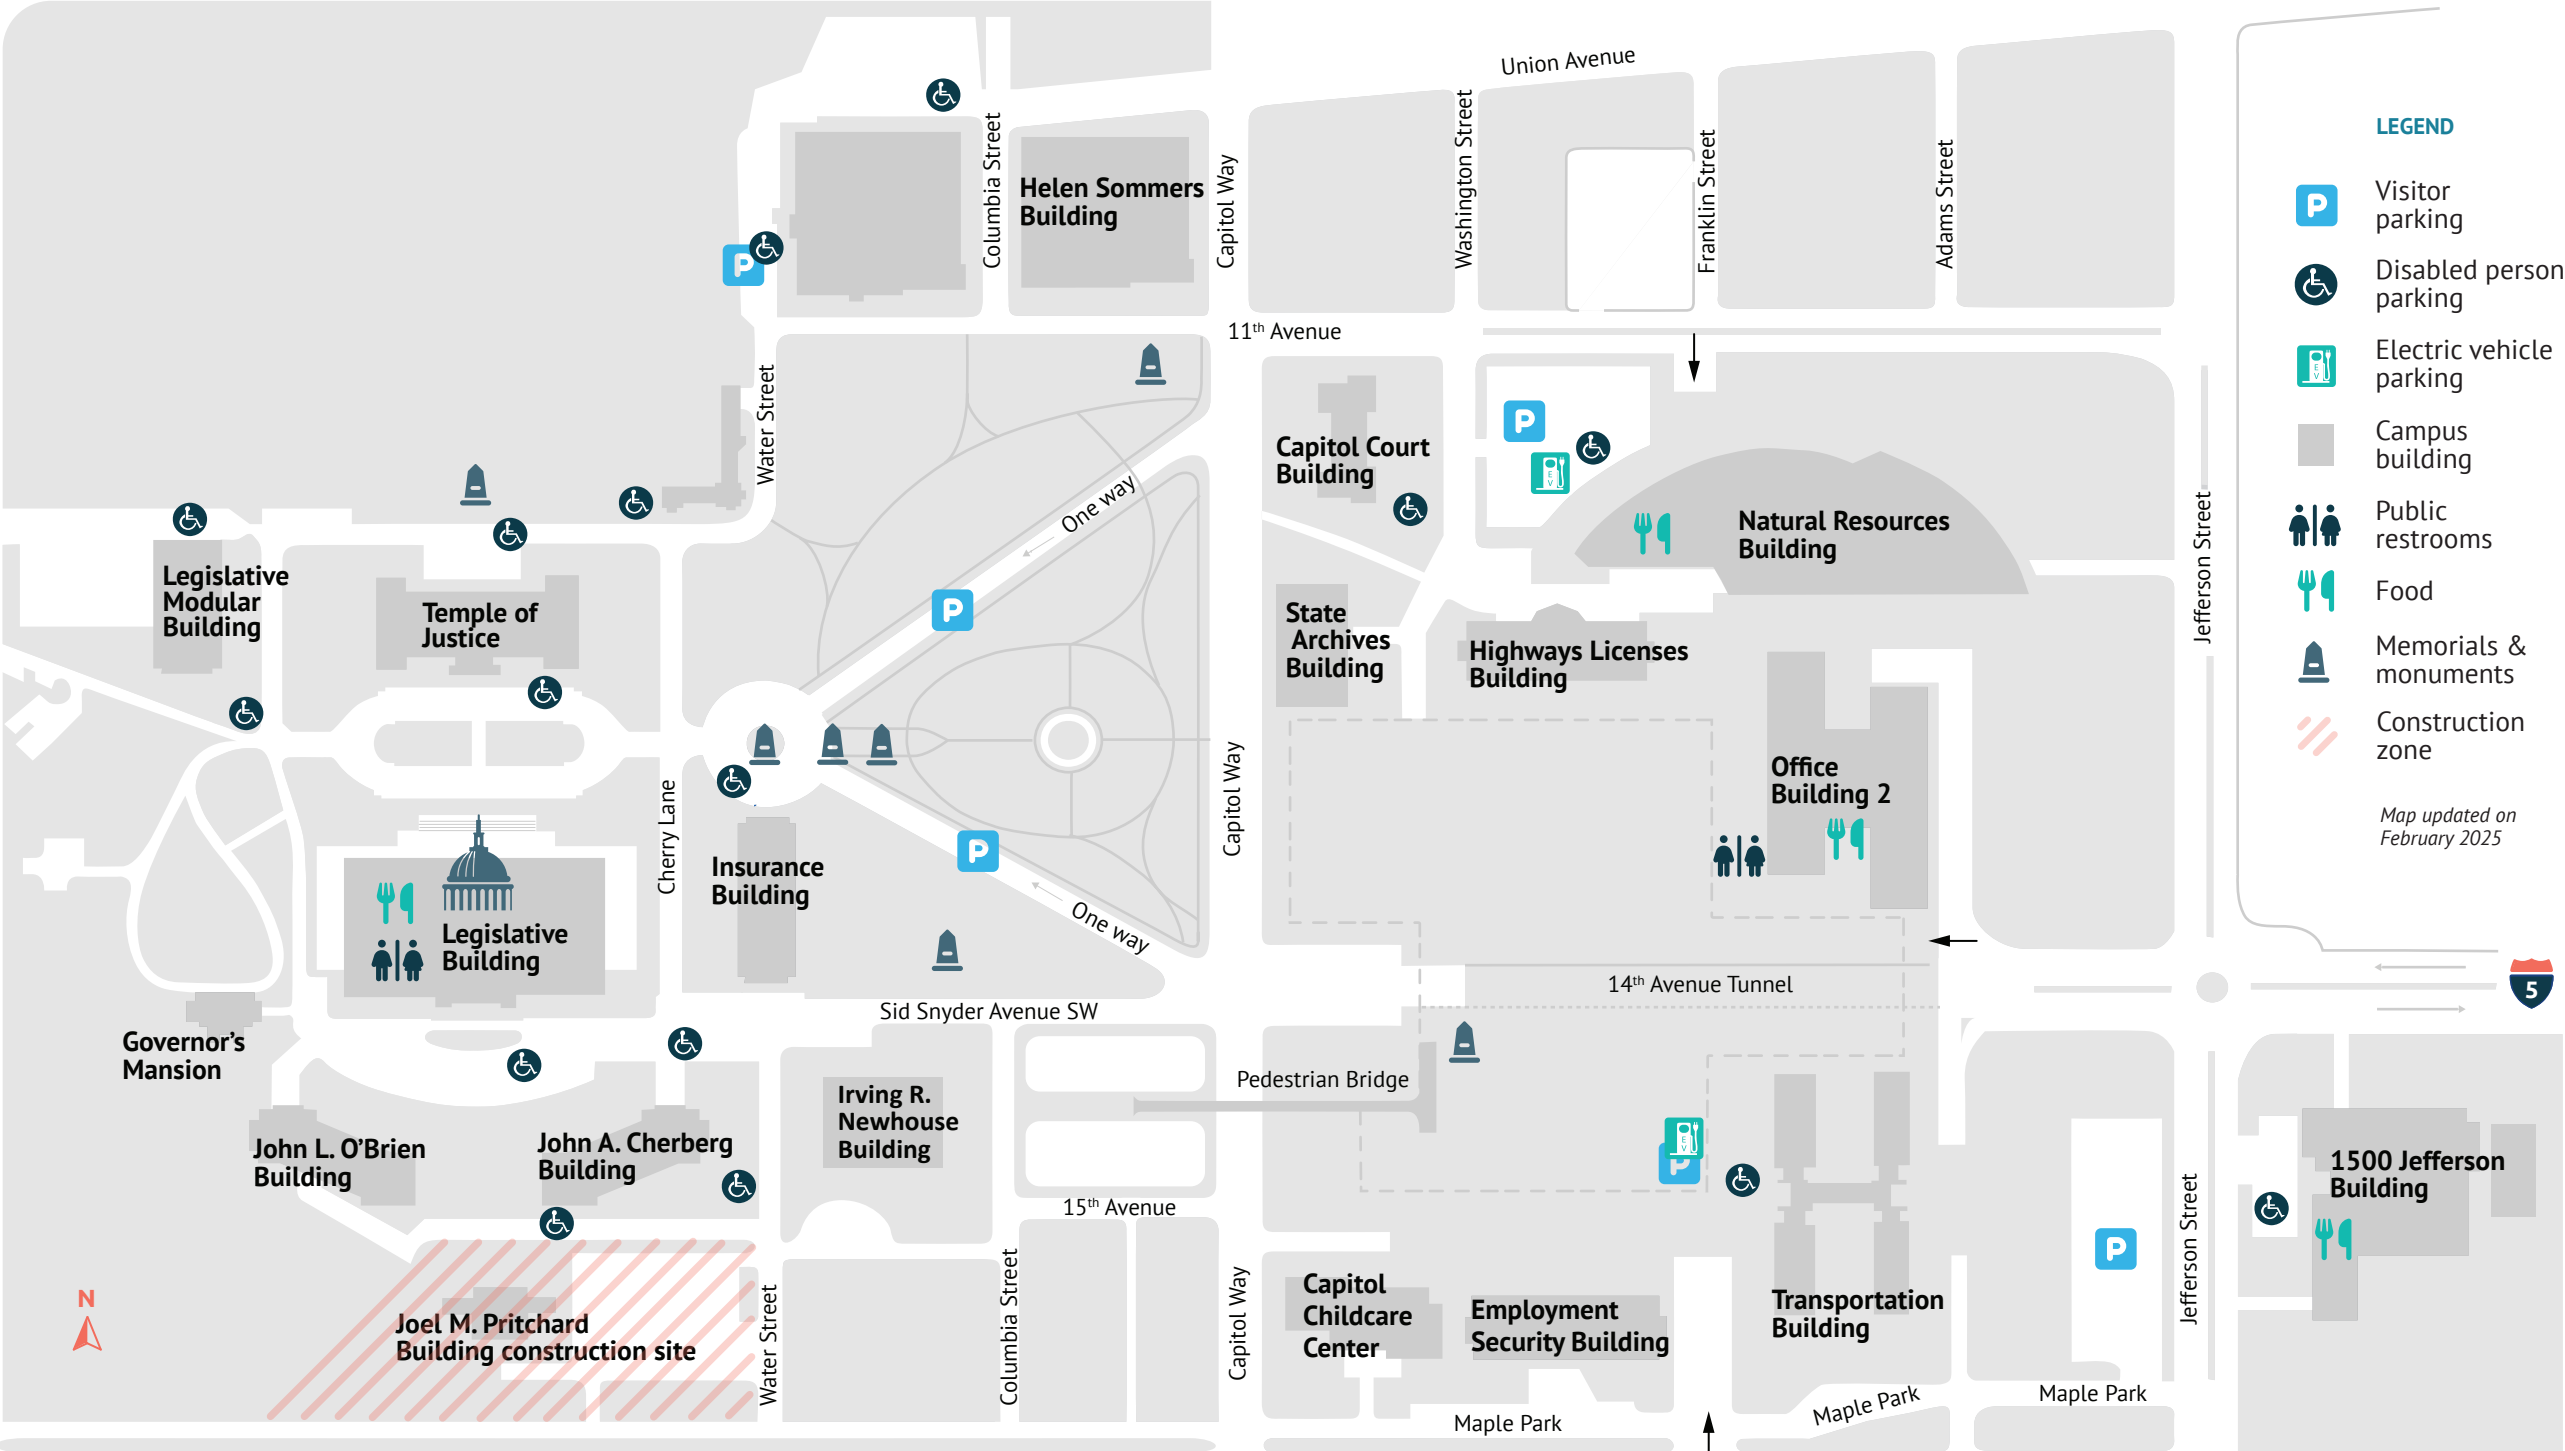 Union Avenue
Columbia Street
Helen Sommers
Building
Capitol Way
Washington Street
Franklin Street
Adams Street
P
11th Avenue
Water Street
One way
Capitol Court
Building
P
EV
Natural Resources
Building
Jefferson Street
Legislative
Modular
Building
Temple of
Justice
P
State
Archives
Building
Highways Licenses
Building
Cherry Lane
Capitol Way
Office
Building 2
Insurance
Building
P
One way
Legislative
Building
Sid Snyder Avenue SW
14th Avenue Tunnel
5
Governor's
Mansion
Pedestrian Bridge
Irving R.
Newhouse
Building
John L. O'Brien
Building
John A. Cherberg
Building
EV
P
1500 Jefferson
Building
15th Avenue
P
Jefferson Street
N
Joel M. Pritchard
Building construction site
Water Street
Columbia Street
Capitol Way
Capitol
Childcare
Center
Employment
Security Building
Transportation
Building
Maple Park
Maple Park
Maple Park
LEGEND
P
Visitor
parking
Disabled person
parking
EV
Electric vehicle
parking
Campus
building
Public
restrooms
Food
Memorials &
monuments
Construction
zone
Map updated on
February 2025